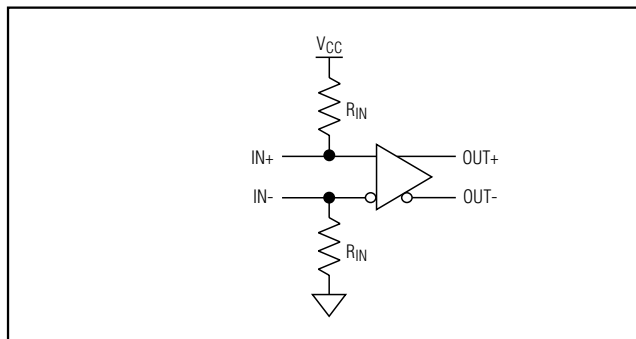 VCC
RIN
IN+
OUT+
IN-
OUT-
RIN